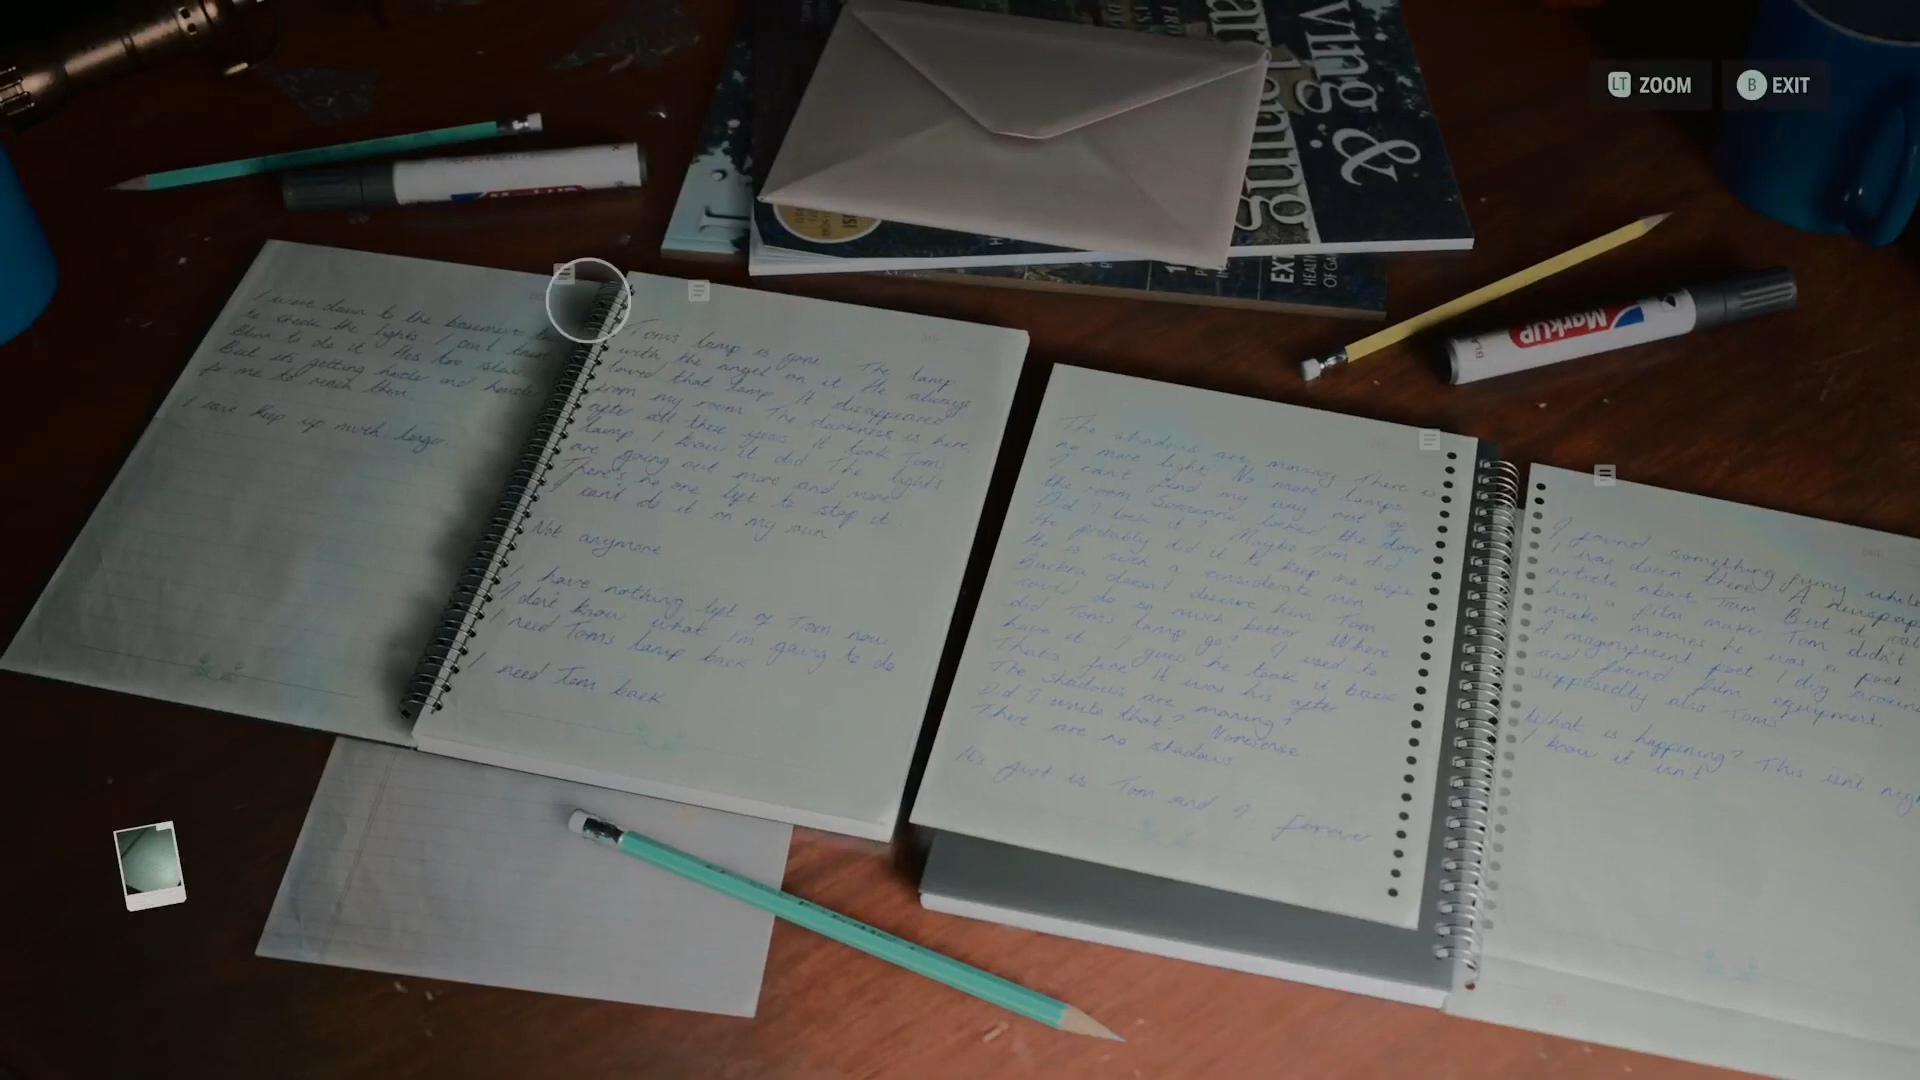 LT ZOOM
B EXIT
ving &
MarkUP
MarkUP
I went down to the basement to
to check the lights. I can't trust
him to do it. He's too slow.
But it's getting harder and harder
for me to reach them.
I can't keep up much longer.
Tom's lamp is gone. The lamp
with the angel on it. He always
loved that lamp. It disappeared
from my room. The darkness is here,
after all these years. It took Tom's
lamp. I know it did. The lights
are going out more and more.
There's no one left to stop it.
I can't do it on my own
Not anymore
I have nothing left of Tom now
I don't know what I'm going to do
I need Tom's lamp back
I need Tom back
The shadows are moving. There is
no more light. No more lamps.
I can't find my way out of
the room. Someone locked the door
Did I lock it? Maybe Tom did
He probably did it to keep me safe
He is such a considerate man
Barbra doesn't deserve him. Tom
could do so much better. Where
did Tom's lamp go? I used to
have it. I guess he took it back
That's fine. It was his after
The shadows are moving?
Did I write that? Nonsense.
There are no shadows
It's just is Tom and I. forever
I found something funny while
I was down there. A newspaper
article about Tom. But it called
him a film maker. Tom didn't
make movies he was a poet.
A magnificent poet. I dug around
and found film equipment.
supposedly also Tom's
What is happening? This isn't right
I know it isn't